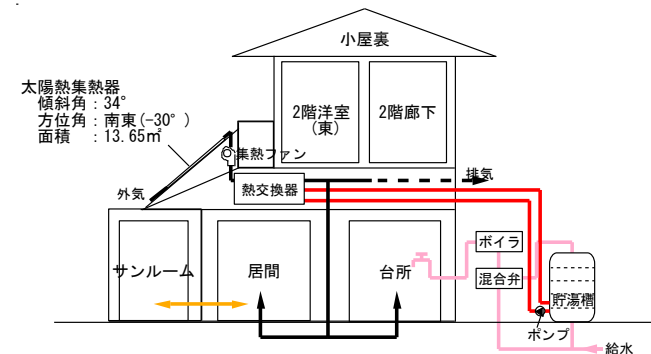 小屋裏
太陽熱集熱器
傾斜角：34°
方位角：南東(-30°)
面積　：13.65㎡
2階洋室
(東)
2階廊下
集熱ファン
外気
熱交換器
排気
サンルーム
居間
台所
ボイラ
混合弁
貯湯槽
ポンプ
給水